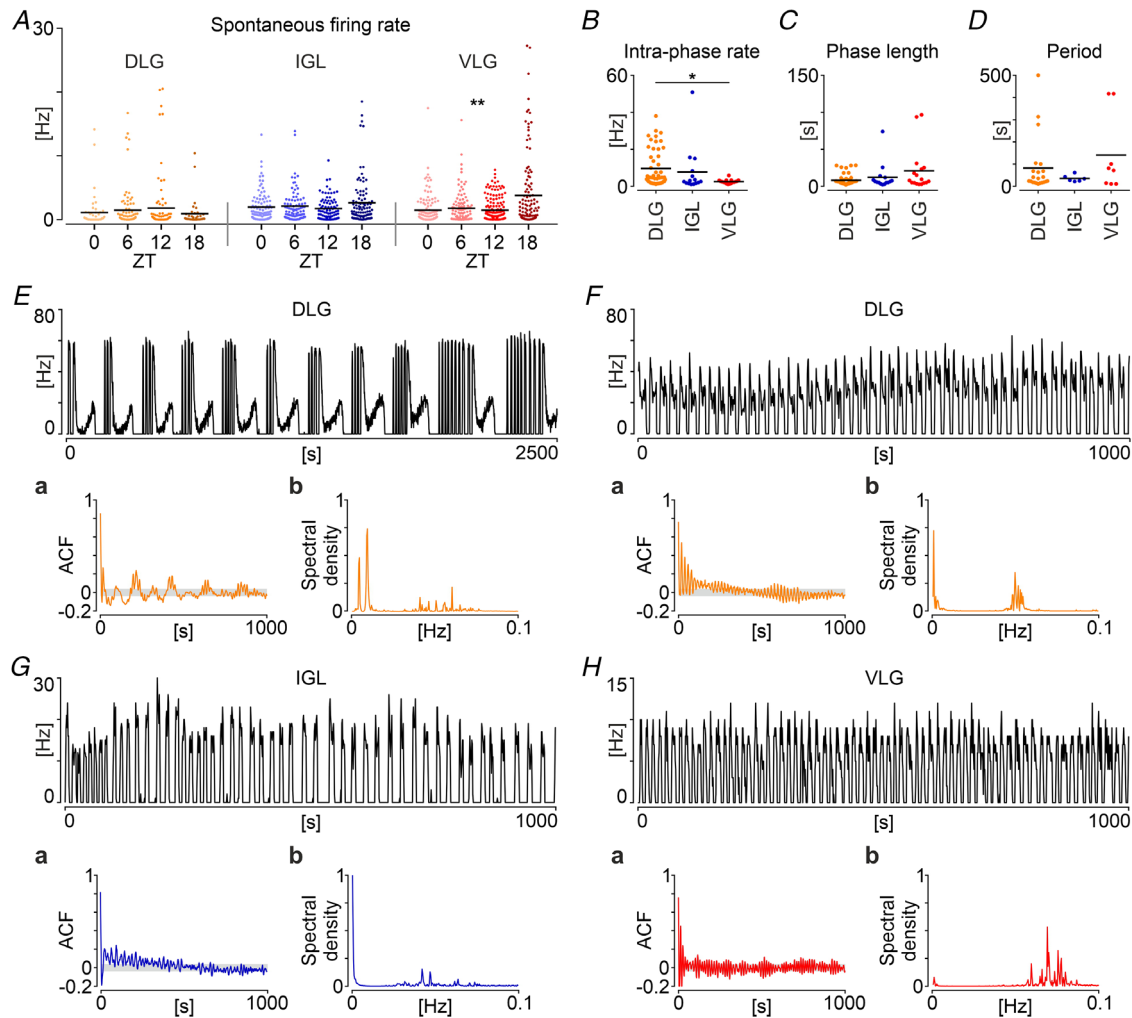 A
Spontaneous firing rate
30
[Hz]
0
DLG
IGL
VLG
**
0 6 12 18
ZT
0 6 12 18
ZT
0 6 12 18
ZT
B
Intra-phase rate
60
[Hz]
0
*
DLG
IGL
VLG
C
Phase length
150
[s]
0
DLG
IGL
VLG
D
Period
500
[s]
0
DLG
IGL
VLG
E
DLG
80
[Hz]
0
0 [s] 2500
a
1
ACF
0
-0.2
0 [s] 1000
b
1
Spectral
density
0
0 [Hz] 0.1
F
DLG
80
[Hz]
0
0 [s] 1000
a
1
ACF
0
-0.2
0 [s] 1000
b
1
Spectral
density
0
0 [Hz] 0.1
G
IGL
30
[Hz]
0
0 [s] 1000
a
1
ACF
0
-0.2
0 [s] 1000
b
1
Spectral
density
0
0 [Hz] 0.1
H
VLG
15
[Hz]
0
0 [s] 1000
a
1
ACF
0
-0.2
0 [s] 1000
b
1
Spectral
density
0
0 [Hz] 0.1